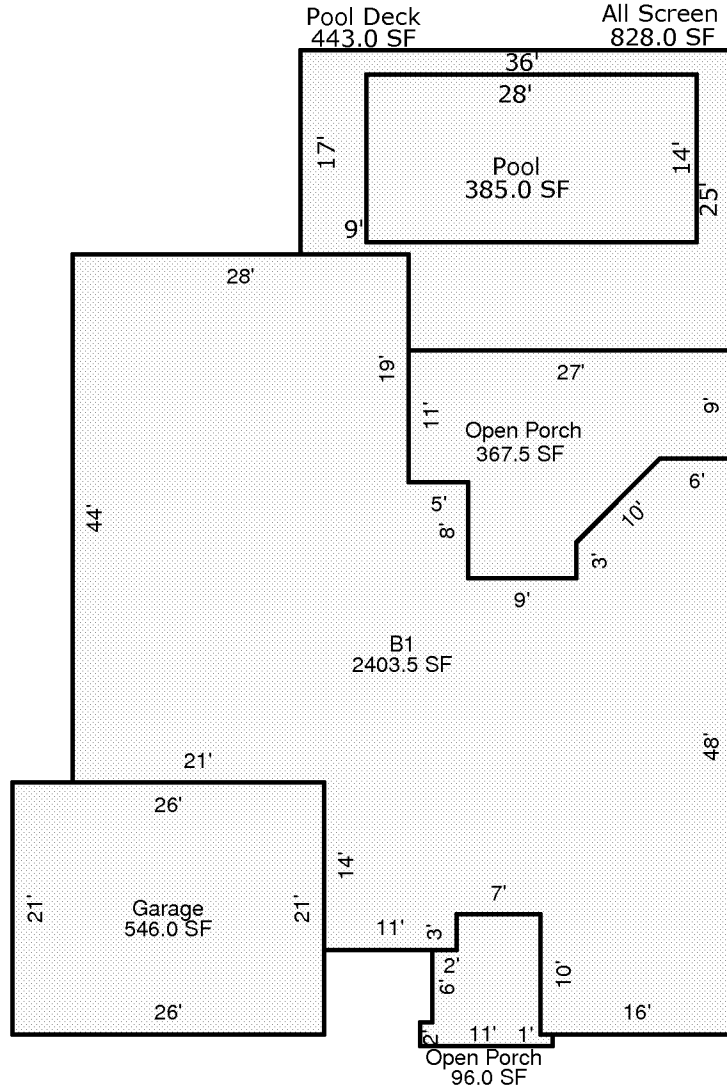 Pool Deck
443.0 SF
All Screen
828.0 SF
36'
28'
17'
Pool
385.0 SF
14'
25'
9'
28'
19'
27'
11'
9'
Open Porch
367.5 SF
5'
8'
10'
6'
3'
9'
44'
B1
2403.5 SF
48'
21'
26'
14'
21'
Garage
546.0 SF
21'
7'
11'
3'
2'
6'
10'
26'
16'
2'
11'
1'
Open Porch
96.0 SF